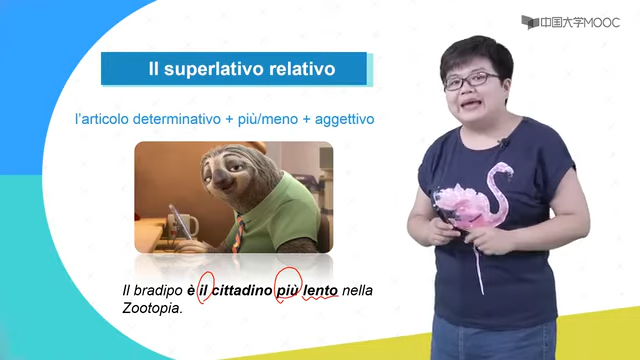 中国大学MOOC
Il superlativo relativo
l'articolo determinativo + più/meno + aggettivo
Il bradipo è il cittadino più lento nella
Zootopia.